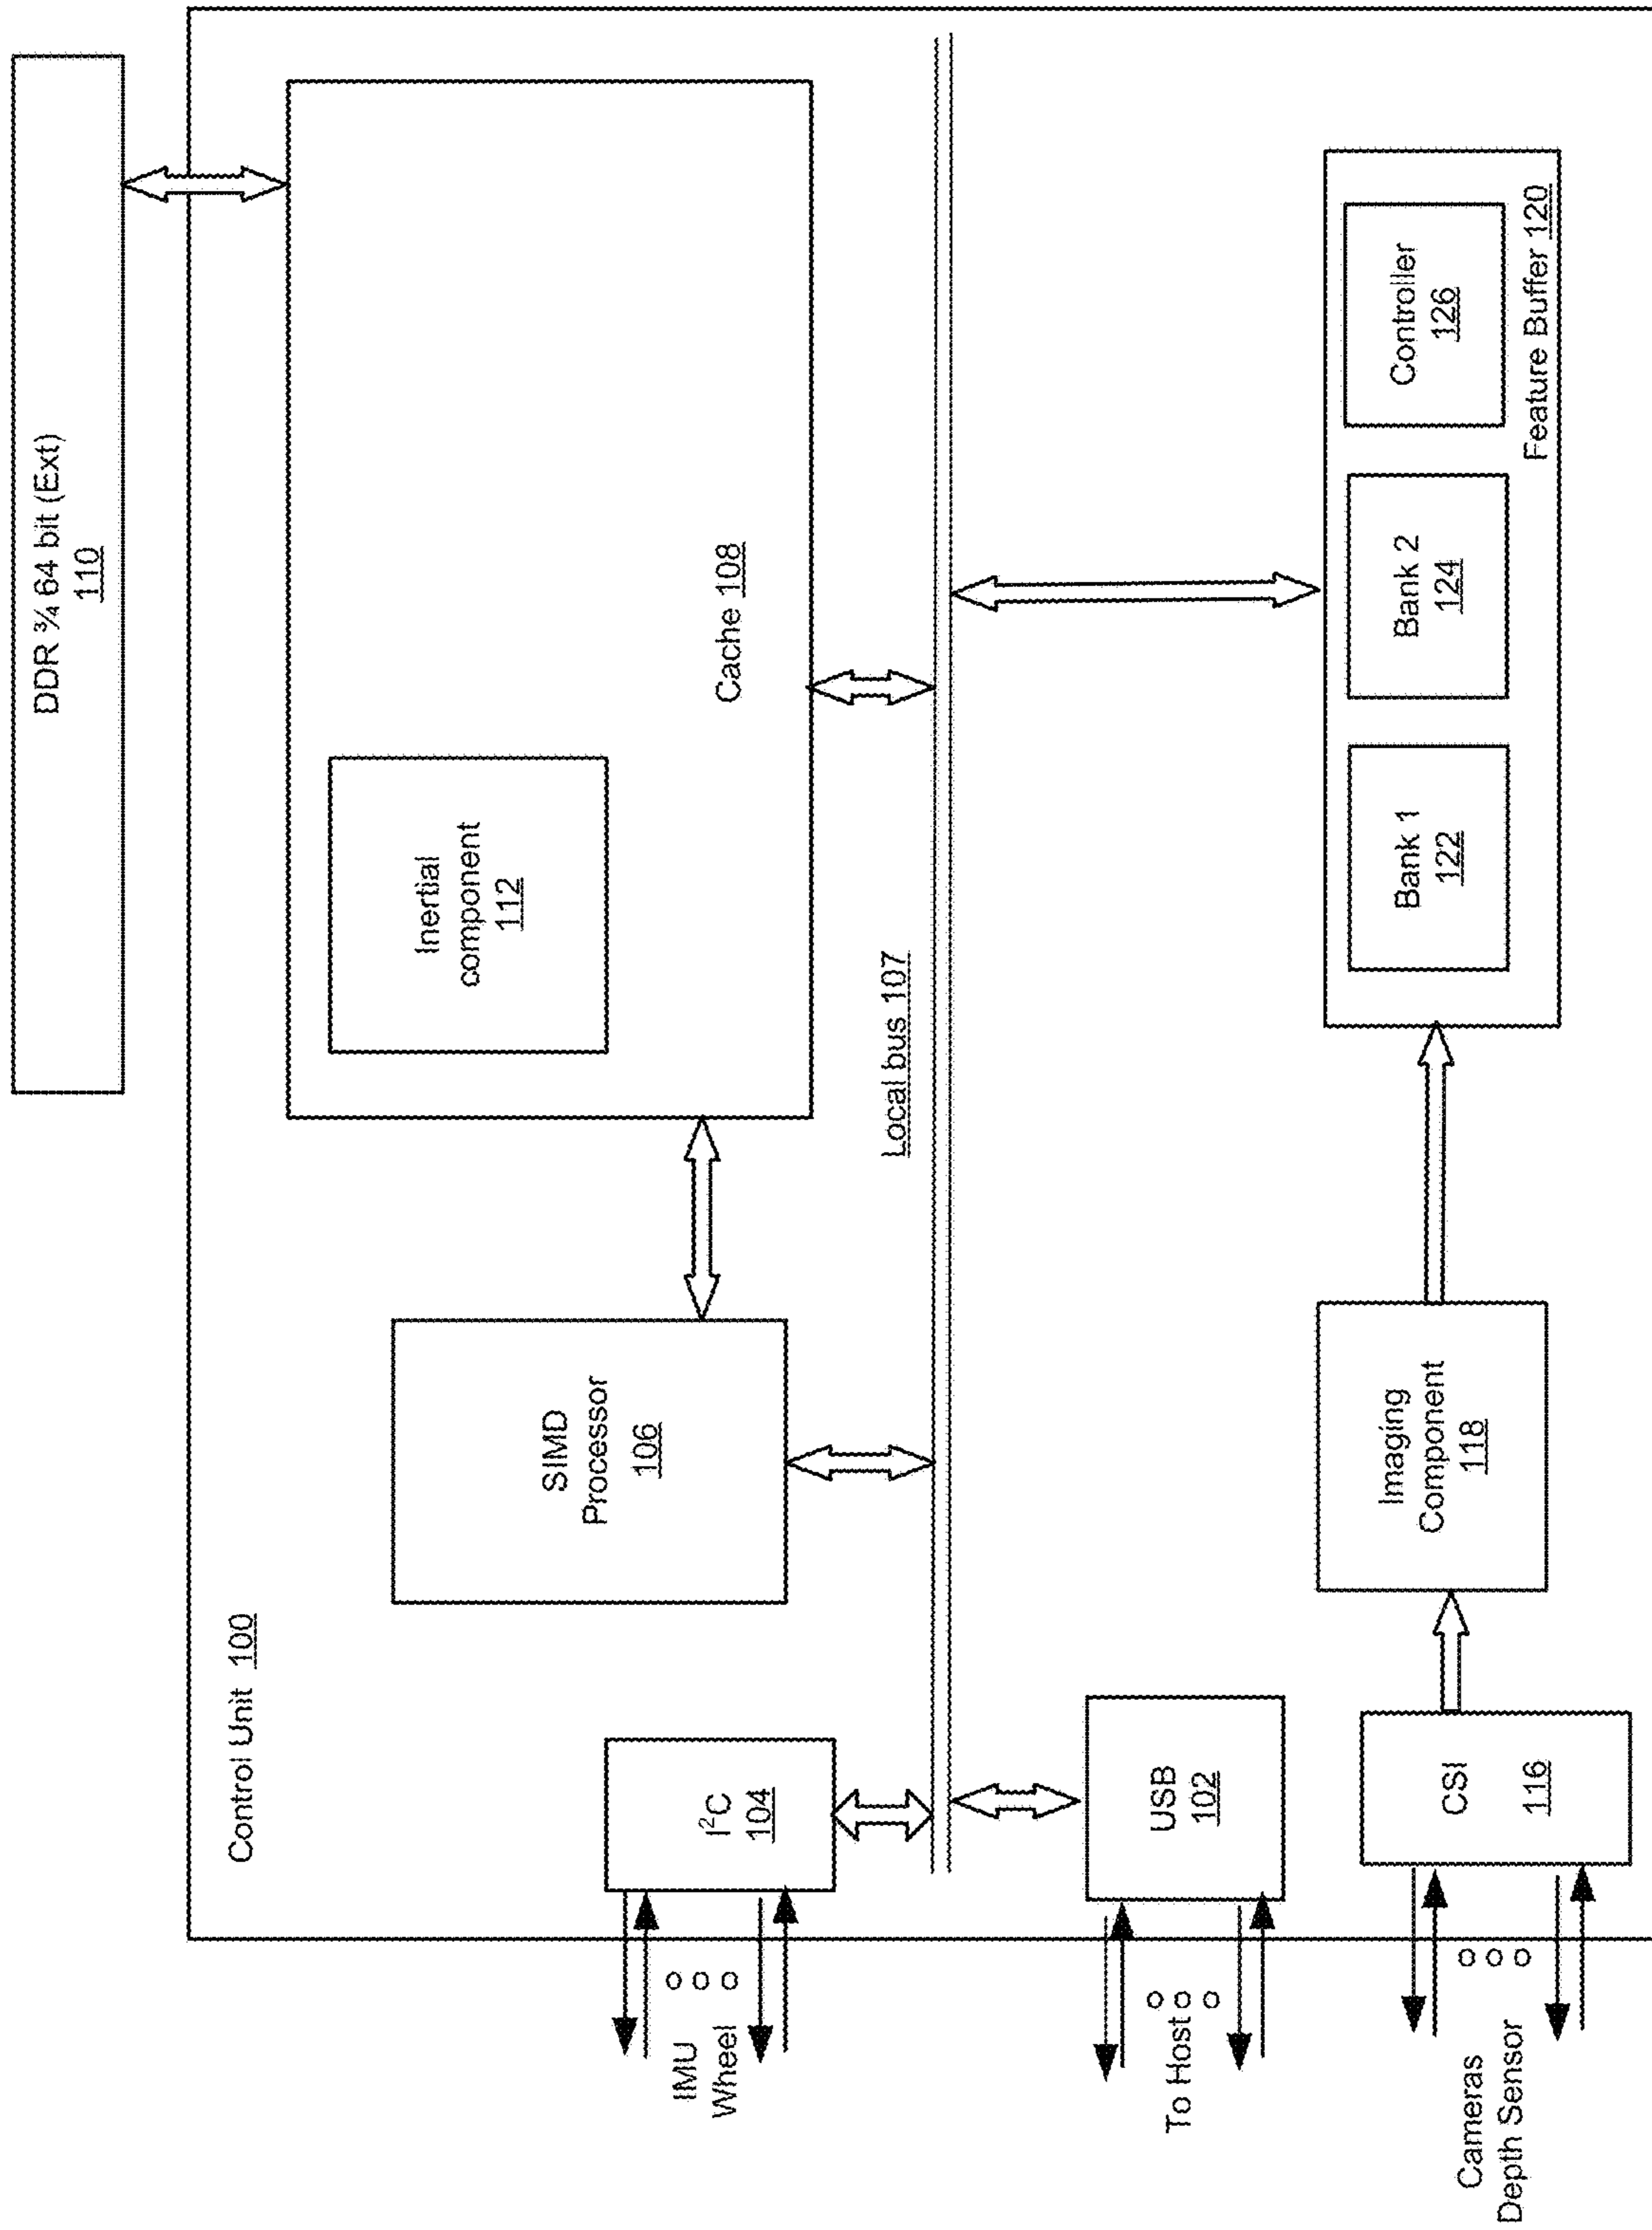 DDR ¾ 64 bit (Ext)
110
Control Unit 100
Inertial
component
112
Cache 108
SIMD
Processor
106
Local bus 107
I²C
104
IMU
Wheel
USB
102
To Host
CSI
116
Cameras
Depth Sensor
Imaging
Component
118
Bank 1
122
Bank 2
124
Controller
126
Feature Buffer 120